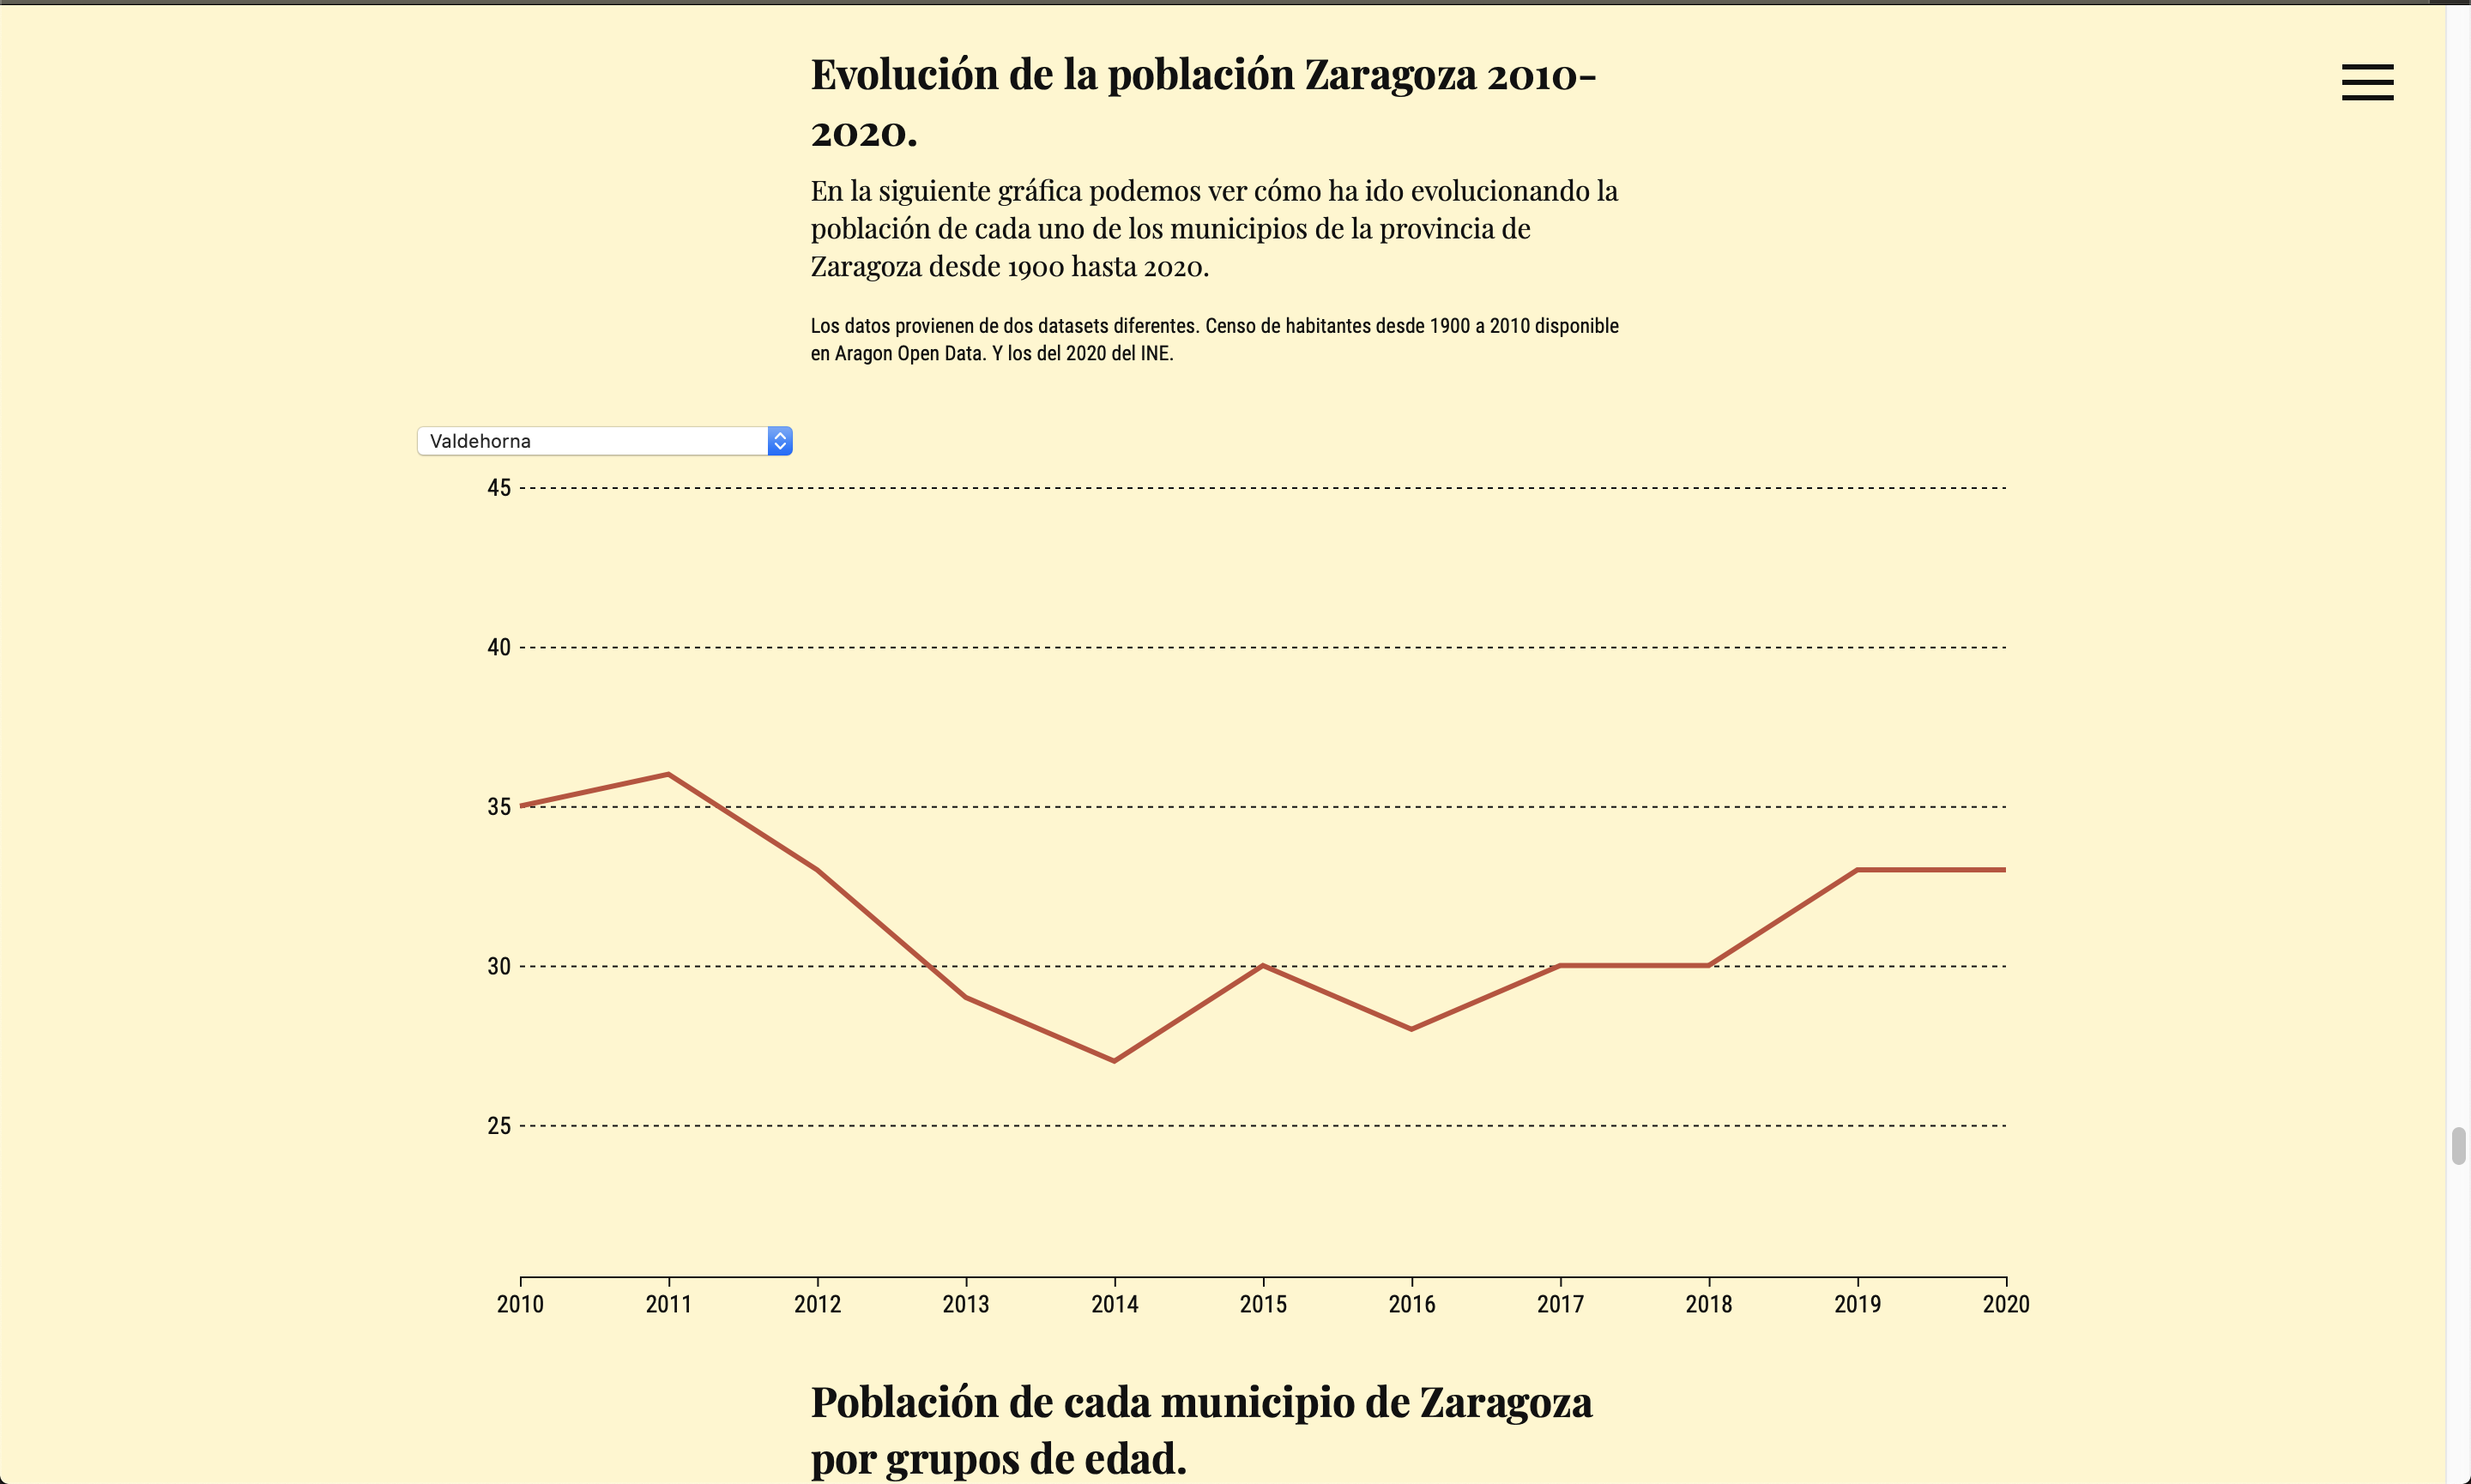 Evolución de la población Zaragoza 2010-
2020.
En la siguiente gráfica podemos ver cómo ha ido evolucionando la
población de cada uno de los municipios de la provincia de
Zaragoza desde 1900 hasta 2020.
Los datos provienen de dos datasets diferentes. Censo de habitantes desde 1900 a 2010 disponible
en Aragon Open Data. Y los del 2020 del INE.
Valdehorna
45
40
35
30
25
2010 2011 2012 2013 2014 2015 2016 2017 2018 2019 2020
Población de cada municipio de Zaragoza
por grupos de edad.